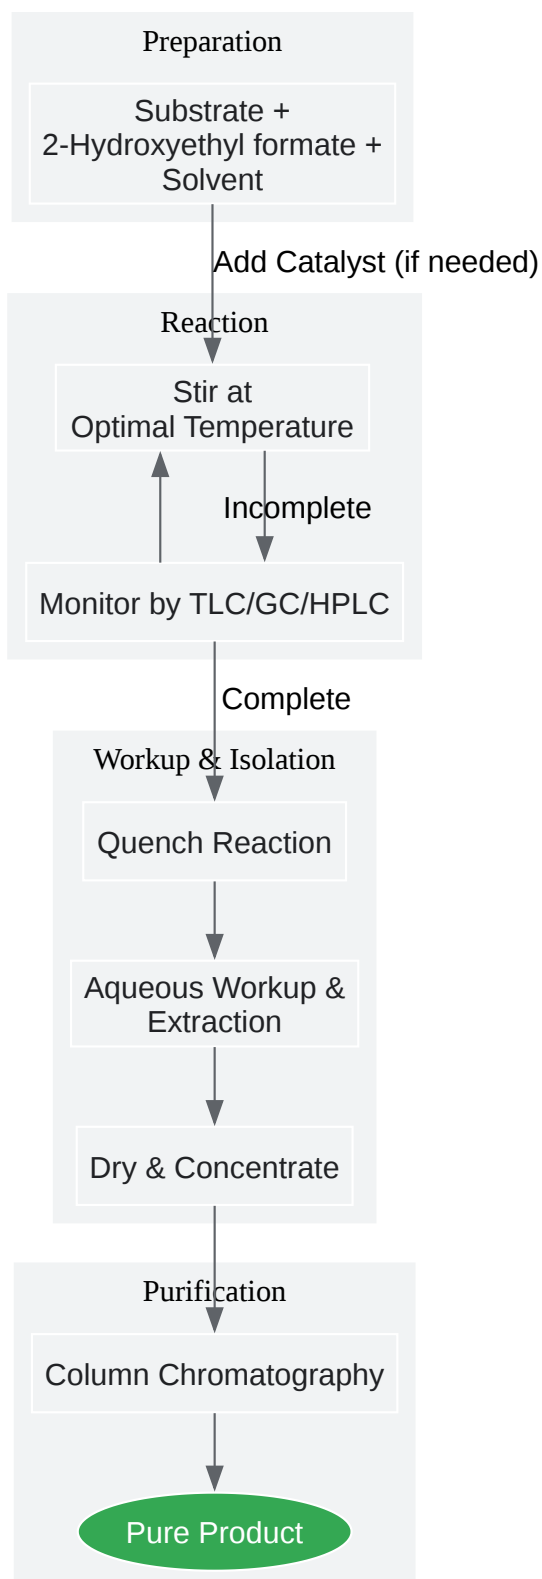 Preparation
Substrate +
2-Hydroxyethyl formate +
Solvent
Add Catalyst (if needed)
Reaction
Stir at
Optimal Temperature
Incomplete
Monitor by TLC/GC/HPLC
Complete
Workup & Isolation
Quench Reaction
Aqueous Workup &
Extraction
Dry & Concentrate
Purification
Column Chromatography
Pure Product